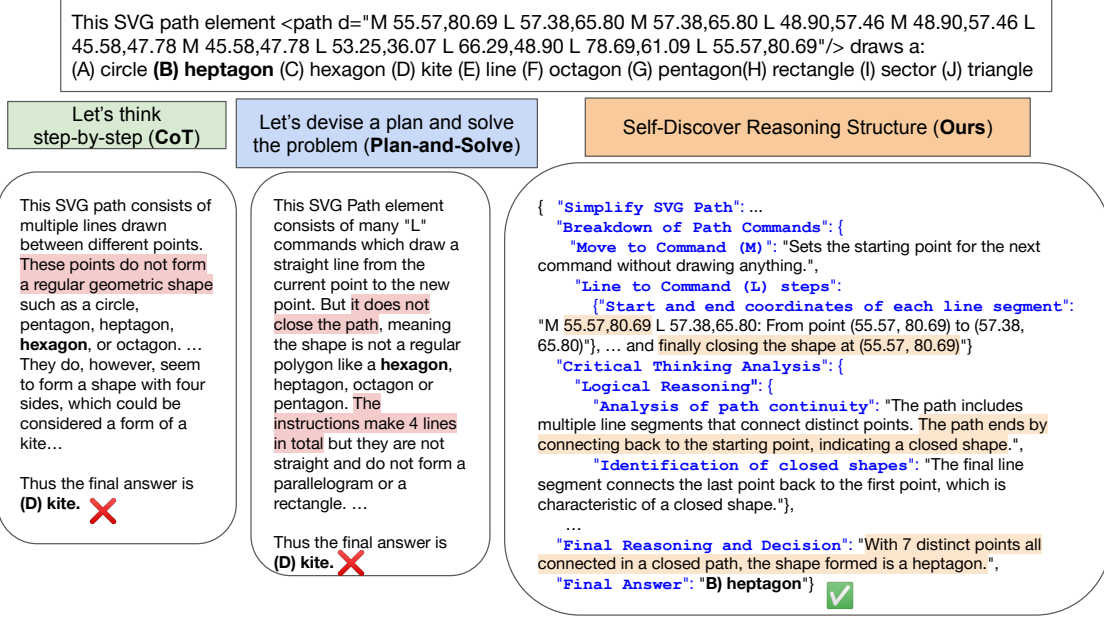 This SVG path element <path d="M 55.57,80.69 L 57.38,65.80 M 57.38,65.80 L 48.90,57.46 M 48.90,57.46 L
45.58,47.78 M 45.58,47.78 L 53.25,36.07 L 66.29,48.90 L 78.69,61.09 L 55.57,80.69"/> draws a:
(A) circle (B) heptagon (C) hexagon (D) kite (E) line (F) octagon (G) pentagon(H) rectangle (I) sector (J) triangle
Let's think
step-by-step (CoT)
This SVG path consists of
multiple lines drawn
between different points.
These points do not form
a regular geometric shape
such as a circle,
pentagon, heptagon,
hexagon, or octagon. …
They do, however, seem
to form a shape with four
sides, which could be
considered a form of a
kite…
Thus the final answer is
(D) kite.
Let's devise a plan and solve
the problem (Plan-and-Solve)
This SVG Path element
consists of many "L"
commands which draw a
straight line from the
current point to the new
point. But it does not
close the path, meaning
the shape is not a regular
polygon like a hexagon,
heptagon, octagon or
pentagon. The
instructions make 4 lines
in total but they are not
straight and do not form a
parallelogram or a
rectangle. …
Thus the final answer is
(D) kite.
Self-Discover Reasoning Structure (Ours)
{ "Simplify SVG Path": ...
"Breakdown of Path Commands": {
"Move to Command (M)": "Sets the starting point for the next
command without drawing anything.",
"Line to Command (L) steps":
{"Start and end coordinates of each line segment":
"M 55.57,80.69 L 57.38,65.80: From point (55.57, 80.69) to (57.38,
65.80)"}, … and finally closing the shape at (55.57, 80.69)"}
"Critical Thinking Analysis": {
"Logical Reasoning": {
"Analysis of path continuity": "The path includes
multiple line segments that connect distinct points. The path ends by
connecting back to the starting point, indicating a closed shape.",
"Identification of closed shapes": "The final line
segment connects the last point back to the first point, which is
characteristic of a closed shape."},
…
"Final Reasoning and Decision": "With 7 distinct points all
connected in a closed path, the shape formed is a heptagon.",
"Final Answer": "B) heptagon"}